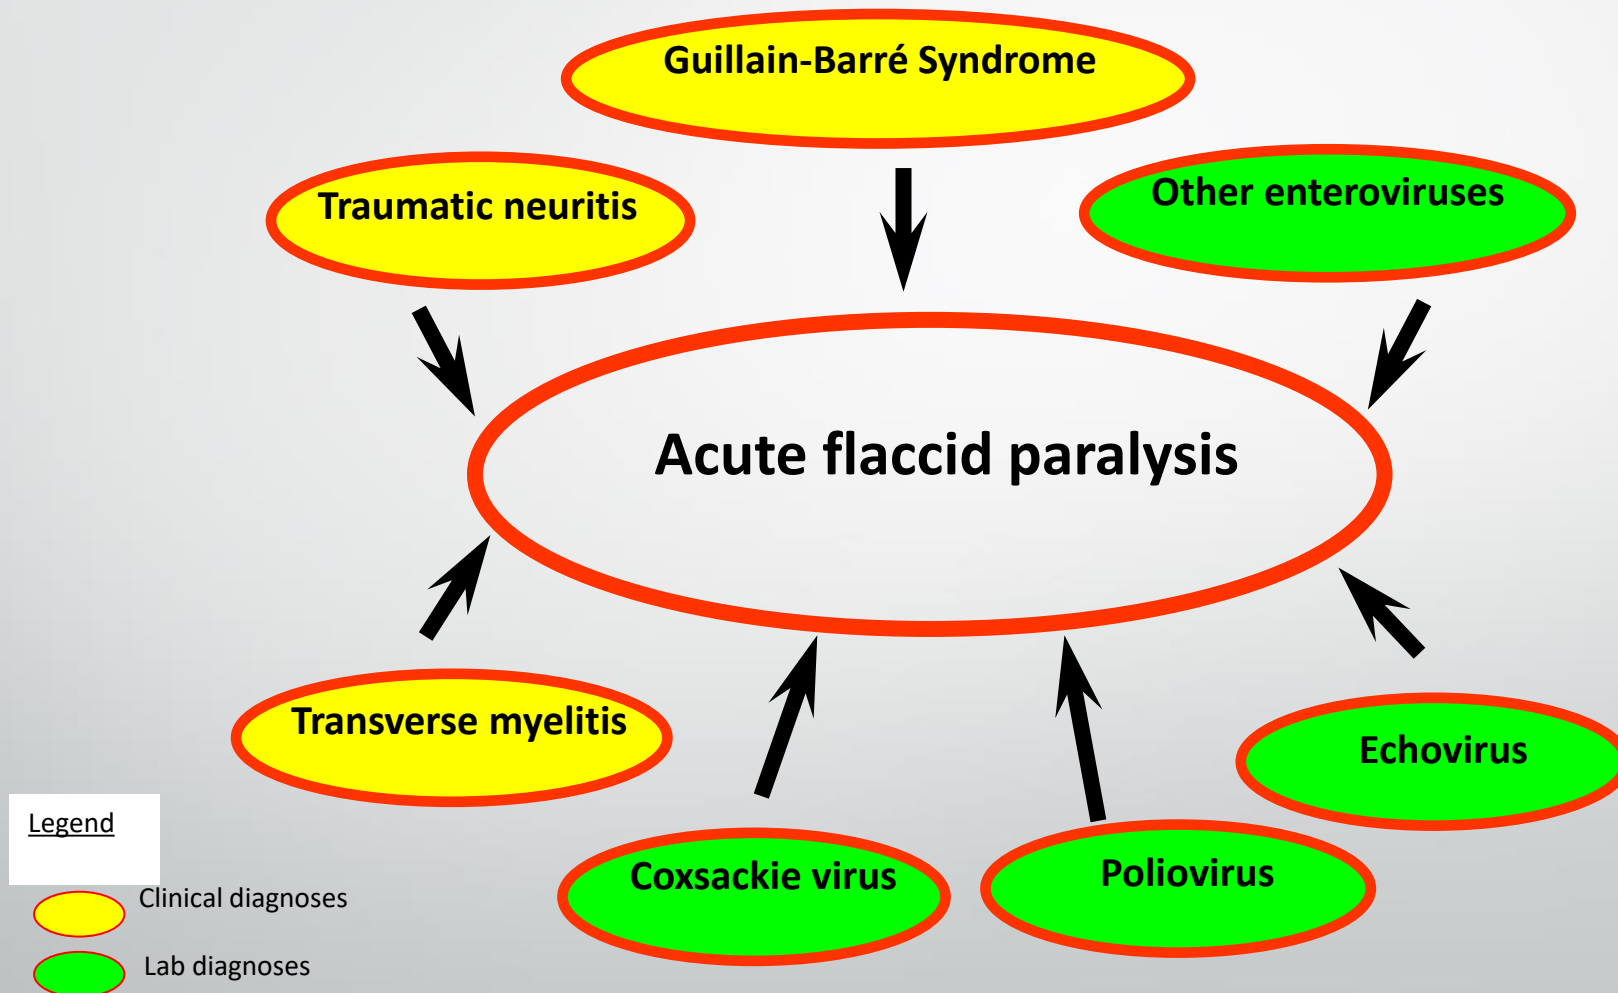 Guillain-Barré Syndrome
Traumatic neuritis
Other enteroviruses
Acute flaccid paralysis
Transverse myelitis
Echovirus
Coxsackie virus
Poliovirus
Legend
Clinical diagnoses
Lab diagnoses